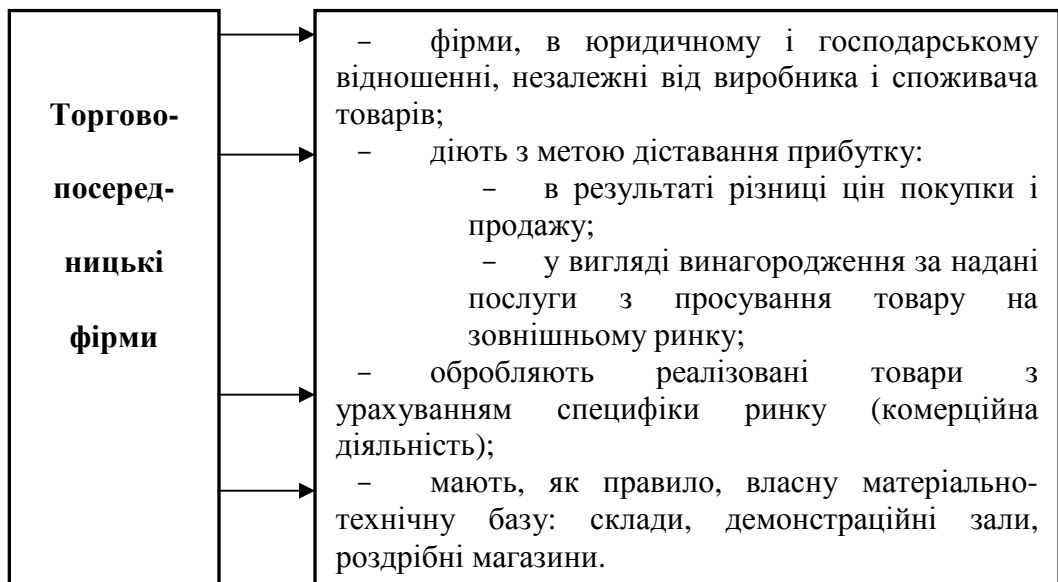 Торгово-
посеред-
ницькі
фірми
– фірми, в юридичному і господарському
відношенні, незалежні від виробника і споживача
товарів;
– діють з метою діставання прибутку:
– в результаті різниці цін покупки і
продажу;
– у вигляді винагородження за надані
послуги з просування товару на
зовнішньому ринку;
– обробляють реалізовані товари з
урахуванням специфіки ринку (комерційна
діяльність);
– мають, як правило, власну матеріально-
технічну базу: склади, демонстраційні зали,
роздрібні магазини.